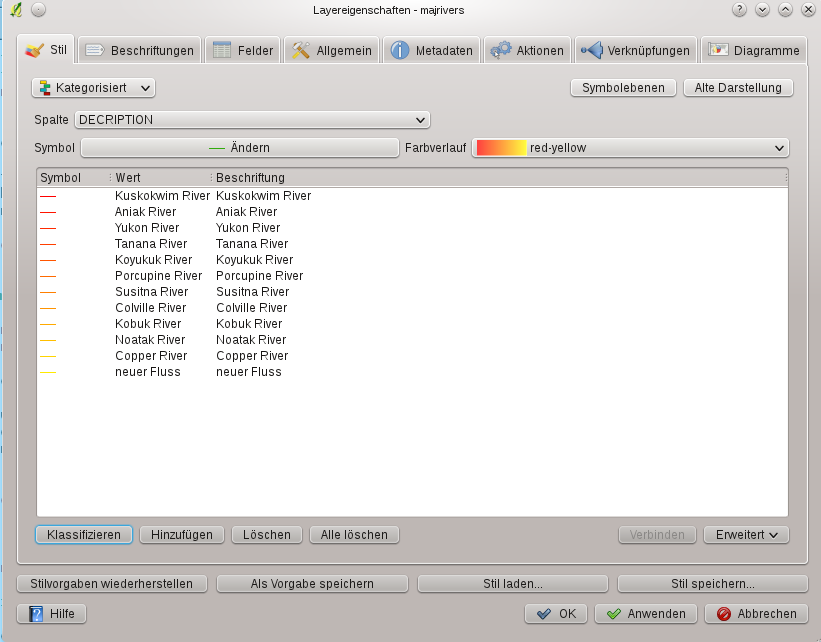 Layereigenschaften - majrivers
Stil Beschriftungen Felder Allgemein Metadaten Aktionen Verknüpfungen Diagramme
Kategorisiert Symbolebenen Alte Darstellung
Spalte DECRIPTION
Symbol Ändern Farbverlauf red-yellow
Symbol Wert Beschriftung
Kuskokwim River Kuskokwim River
Aniak River Aniak River
Yukon River Yukon River
Tanana River Tanana River
Koyukuk River Koyukuk River
Porcupine River Porcupine River
Susitna River Susitna River
Colville River Colville River
Kobuk River Kobuk River
Noatak River Noatak River
Copper River Copper River
neuer Fluss neuer Fluss
Klassifizieren Hinzufügen Löschen Alle löschen Verbinden Erweitert
Stilvorgaben wiederherstellen Als Vorgabe speichern Stil laden... Stil speichern...
Hilfe OK Anwenden Abbrechen